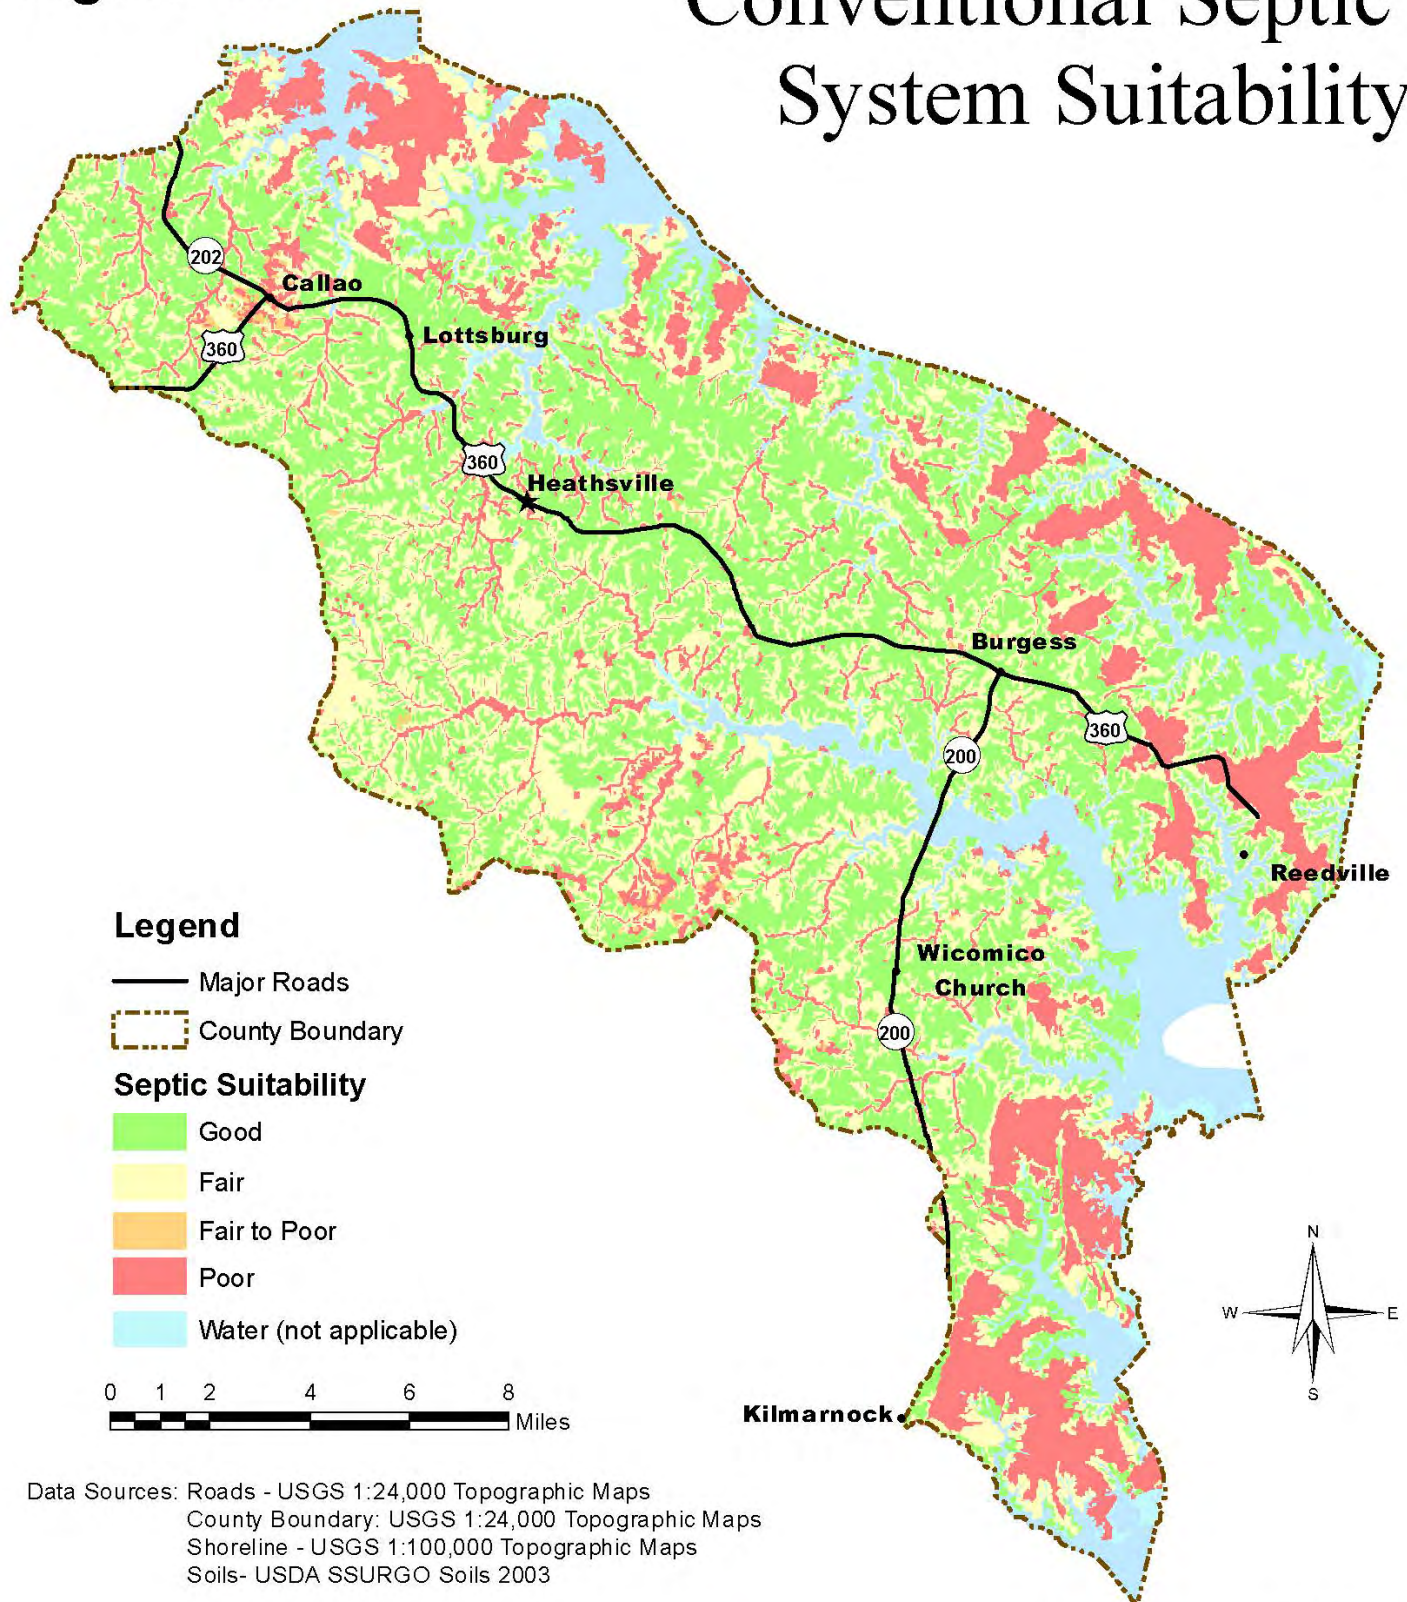 Conventional Septic
System Suitability
202
Callao
360
Lottsburg
360
Heathsville
Burgess
360
200
Reedville
Wicomico
Church
200
Kilmarnock
Legend
Major Roads
County Boundary
Septic Suitability
Good
Fair
Fair to Poor
Poor
Water (not applicable)
0 1 2 4 6 8
Miles
N
W E
S
Data Sources: Roads - USGS 1:24,000 Topographic Maps
County Boundary: USGS 1:24,000 Topographic Maps
Shoreline - USGS 1:100,000 Topographic Maps
Soils- USDA SSURGO Soils 2003